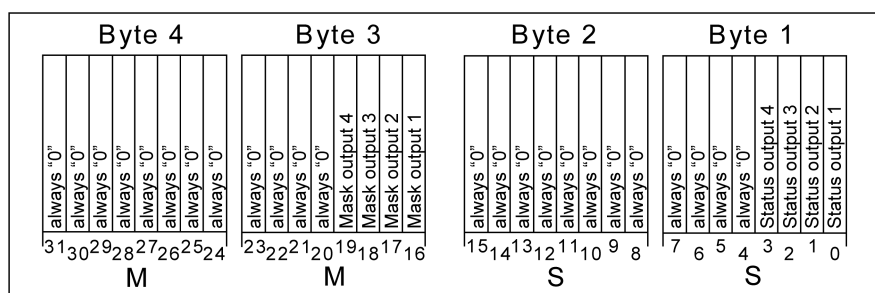 Byte 4 Byte 3 Byte 2 Byte 1
always “0”
always “0”
always “0”
always “0”
always “0”
always “0”
always “0”
always “0”
always “0”
always “0”
always “0”
always “0”
Mask output 4
Mask output 3
Mask output 2
Mask output 1
always “0”
always “0”
always “0”
always “0”
always “0”
always “0”
always “0”
always “0”
always “0”
always “0”
always “0”
always “0”
Status output 4
Status output 3
Status output 2
Status output 1
31 30 29 28 27 26 25 24 23 22 21 20 19 18 17 16 15 14 13 12 11 10 9 8 7 6 5 4 3 2 1 0
M M S S